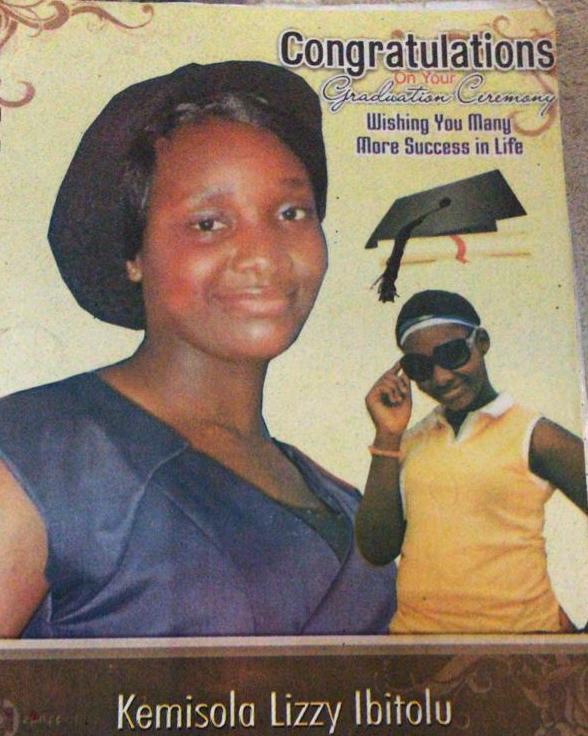 Congratulations
On Your
Graduation Ceremony
Wishing You Many
More Success in Life
Kemisola Lizzy Ibitolu